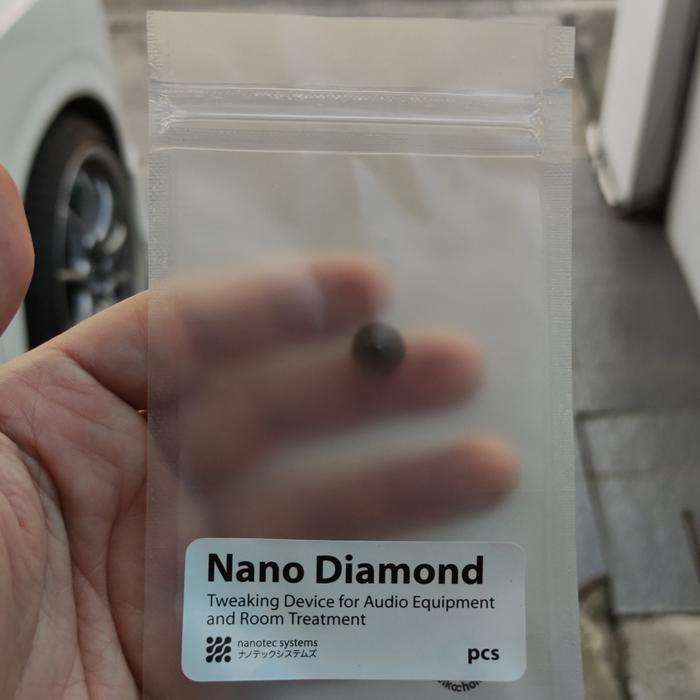 Nano Diamond
Tweaking Device for Audio Equipment
and Room Treatment
nanotec systems
ナノテックシステムズ
pcs